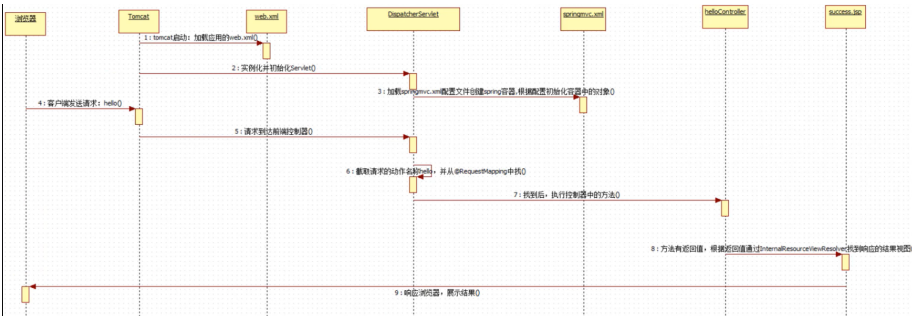 浏览器
Tomcat
web.xml
DispatcherServlet
springmvc.xml
helloController
success.jsp
1 : tomcat启动: 加载应用的web.xml()
2 : 实例化并初始化Servlet()
3 : 加载springmvc.xml配置文件创建spring容器,根据配置初始化容器中的对象()
4 : 客户端发送请求: hello()
5 : 请求到达前端控制器()
6 : 截取请求的动作名称hello, 并从@RequestMapping中找()
7 : 找到后, 执行控制器中的方法()
8 : 方法有返回值, 根据返回值通过InternalResourceViewResolver找到响应的结果视图(
9 : 响应浏览器, 展示结果()